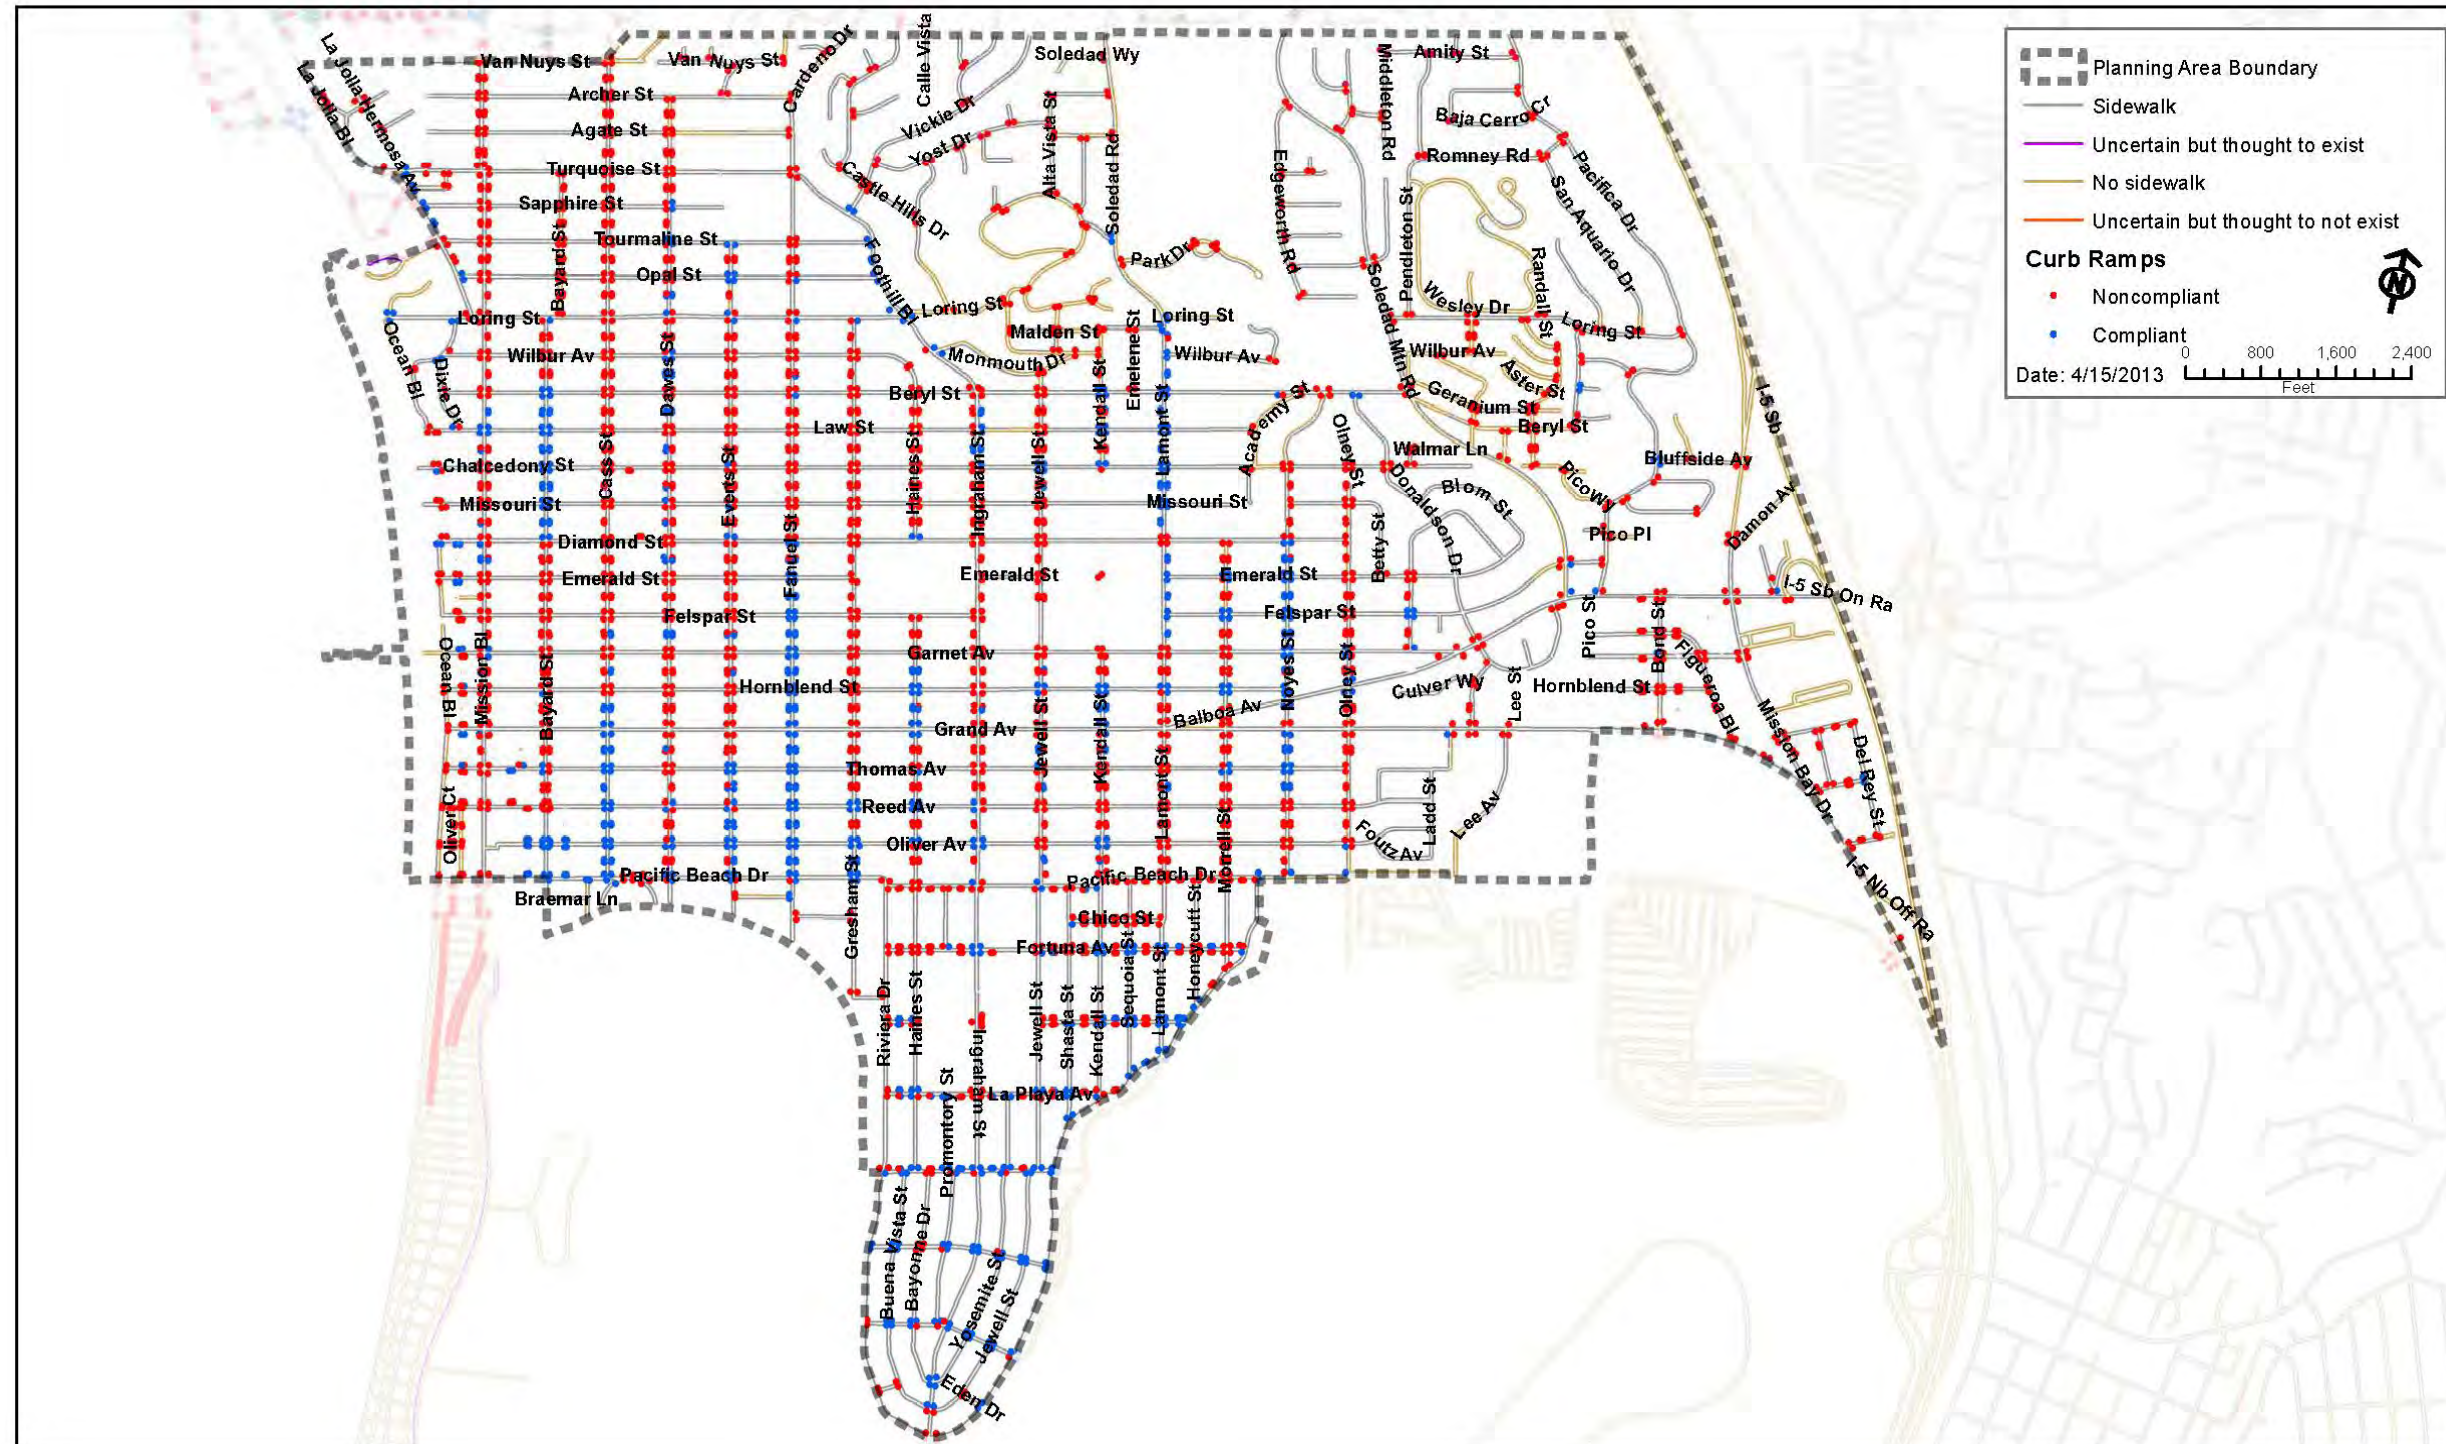 Planning Area Boundary
Sidewalk
Uncertain but thought to exist
No sidewalk
Uncertain but thought to not exist
Curb Ramps
Noncompliant
Compliant
N
0 800 1,600 2,400
Feet
Date: 4/15/2013
La Jolla Hermosa Av
La Jolla Bl
Van Nuys St
Van Nuys St
Cardeno Dr
Calle Vista
Soledad Wy
Middleton Rd
Amity St
Archer St
Agate St
Vickie Dr
Yost Dr
Alta Vista St
Soledad Rd
Baja Cerro Cr
Turquoise St
Castle Hills Dr
Edgeworth Rd
Romney Rd
Pacifica Dr
San Aquario Dr
Sapphire St
Bayard St
Tourmaline St
Opal St
Foothill Bl
Park Dr
Soledad Mtn Rd
Pendleton St
Randall St
Wesley Dr
Loring St
Loring St
Loring St
Loring St
Malden St
Emelene St
Ocean Bl
Dixie Dr
Wilbur Av
Monmouth Dr
Wilbur Av
Wilbur Av
Aster St
I-5 Sb
Dawes St
Beryl St
Kendall St
Lamont St
Academy St
Geranium St
Beryl St
Law St
Olney St
Walmar Ln
Bluffside Av
Chalcedony St
Cass St
Everts St
Haines St
Ingraham St
Jewell St
Donaldson Dr
Blom St
Pico Wy
Damon Av
Missouri St
Missouri St
Betty St
Pico Pl
Diamond St
Fanuel St
Emerald St
Emerald St
Emerald St
I-5 Sb On Ra
Felspar St
Felspar St
Pico St
Bond St
Figueroa Bl
Ocean Bl
Mission Bl
Bayard St
Garnet Av
Noyes St
Olney St
Culver Wy
Lee St
Hornblend St
Hornblend St
Jewell St
Kendall St
Balboa Av
Grand Av
Mission Bay Dr
Del Rey St
Thomas Av
Lamont St
Oliver Ct
Reed Av
Morrell St
Ladd St
Lee Av
Foutz Av
Oliver Av
Pacific Beach Dr
Pacific Beach Dr
I-5 Nb Off Ra
Braemar Ln
Gresham St
Chico St
Honeycutt St
Fortuna Av
Sequoia St
Lamont St
Riviera Dr
Haines St
Ingraham St
Jewell St
Shasta St
Kendall St
Promontory St
La Playa Av
Buena Vista St
Bayonne Dr
Yosemite St
Jewell St
Eden Dr